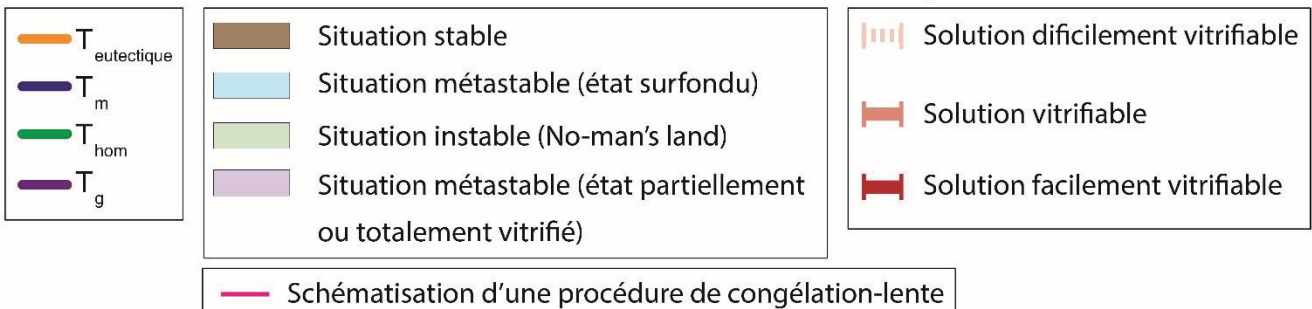 T eutectique
T m
T hom
T g
Situation stable
Situation métastable (état surfondu)
Situation instable (No-man's land)
Situation métastable (état partiellement
ou totalement vitrifié)
Solution dificilement vitrifiable
Solution vitrifiable
Solution facilement vitrifiable
Schématisation d'une procédure de congélation-lente